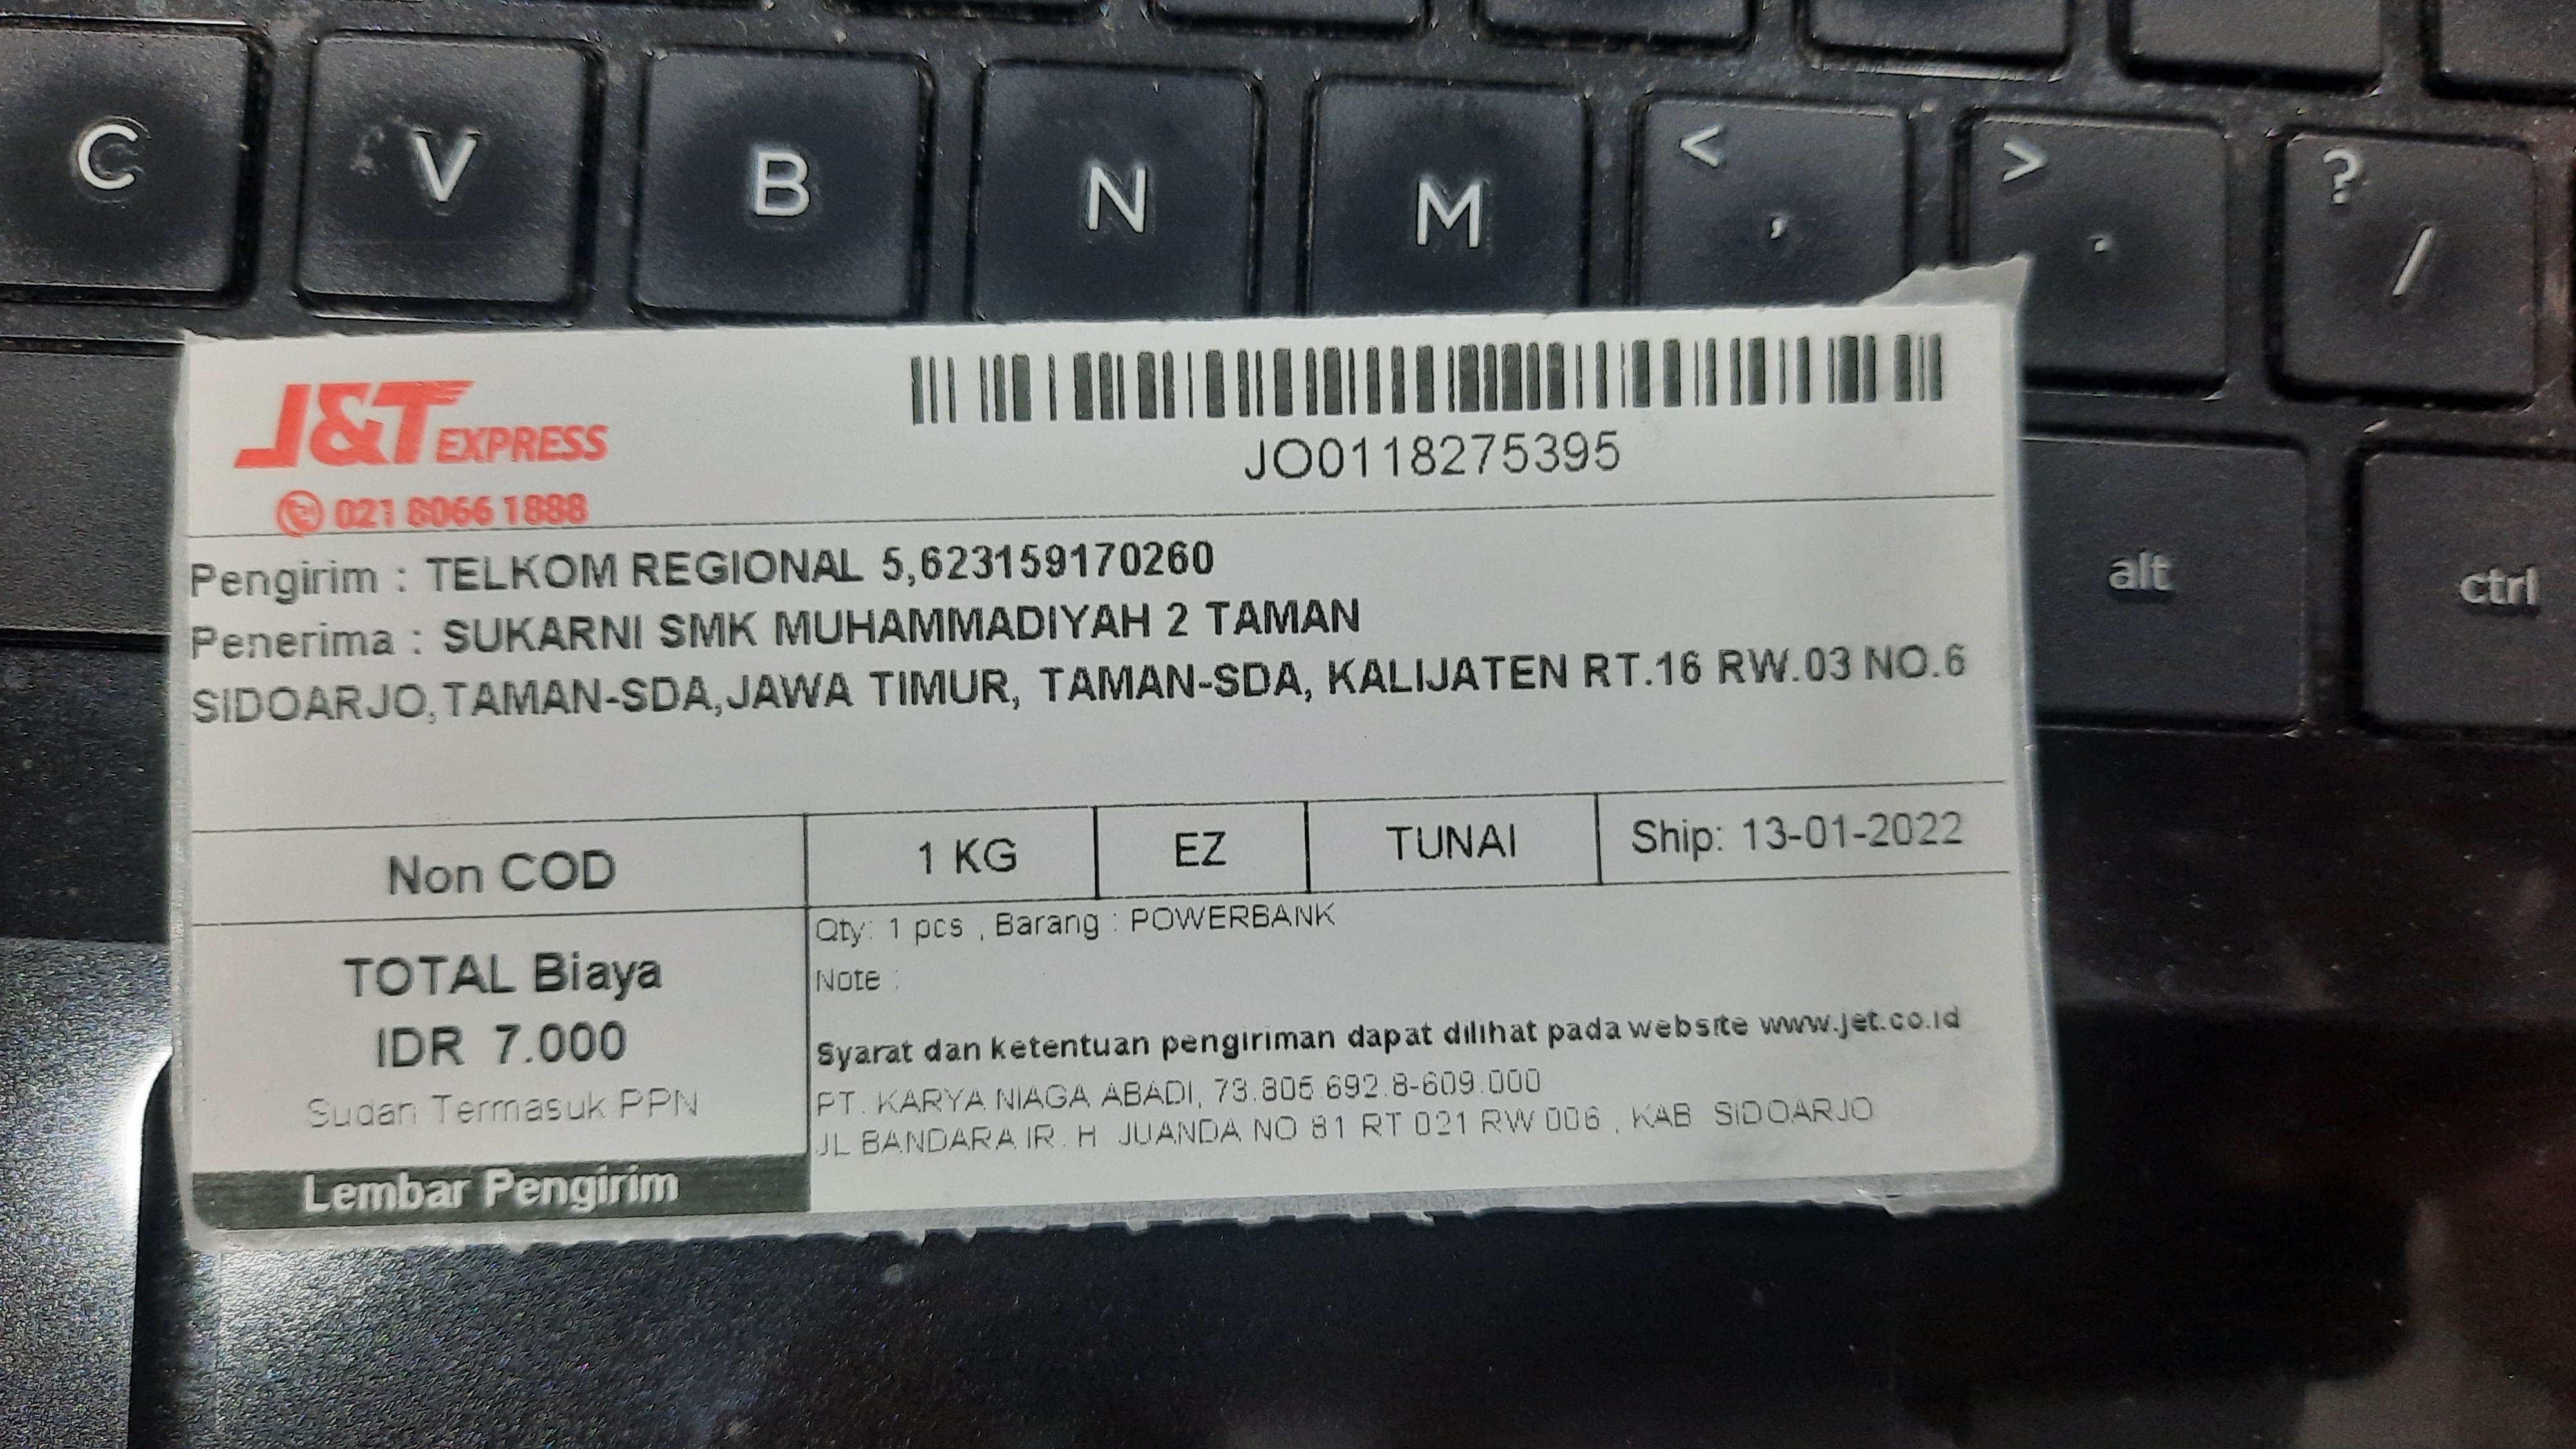 J&T EXPRESS
021 8066 1888
JO0118275395
Pengirim : TELKOM REGIONAL 5,623159170260
Penerima : SUKARNI SMK MUHAMMADIYAH 2 TAMAN
SIDOARJO,TAMAN-SDA,JAWA TIMUR, TAMAN-SDA, KALIJATEN RT.16 RW.03 NO.6
Non COD
1 KG
EZ
TUNAI
Ship: 13-01-2022
TOTAL Biaya
IDR 7.000
Sudah Termasuk PPN
Lembar Pengirim
Qty: 1 pcs , Barang : POWERBANK
Note :
Syarat dan ketentuan pengiriman dapat dilihat pada website www.jet.co.id
PT. KARYA NIAGA ABADI, 73.806.692.8-609.000
JL BANDARA IR. H JUANDA NO 81 RT 021 RW 006 , KAB SIDOARJO
C
V
B
N
M
<
,
>
.
?
/
alt
ctrl